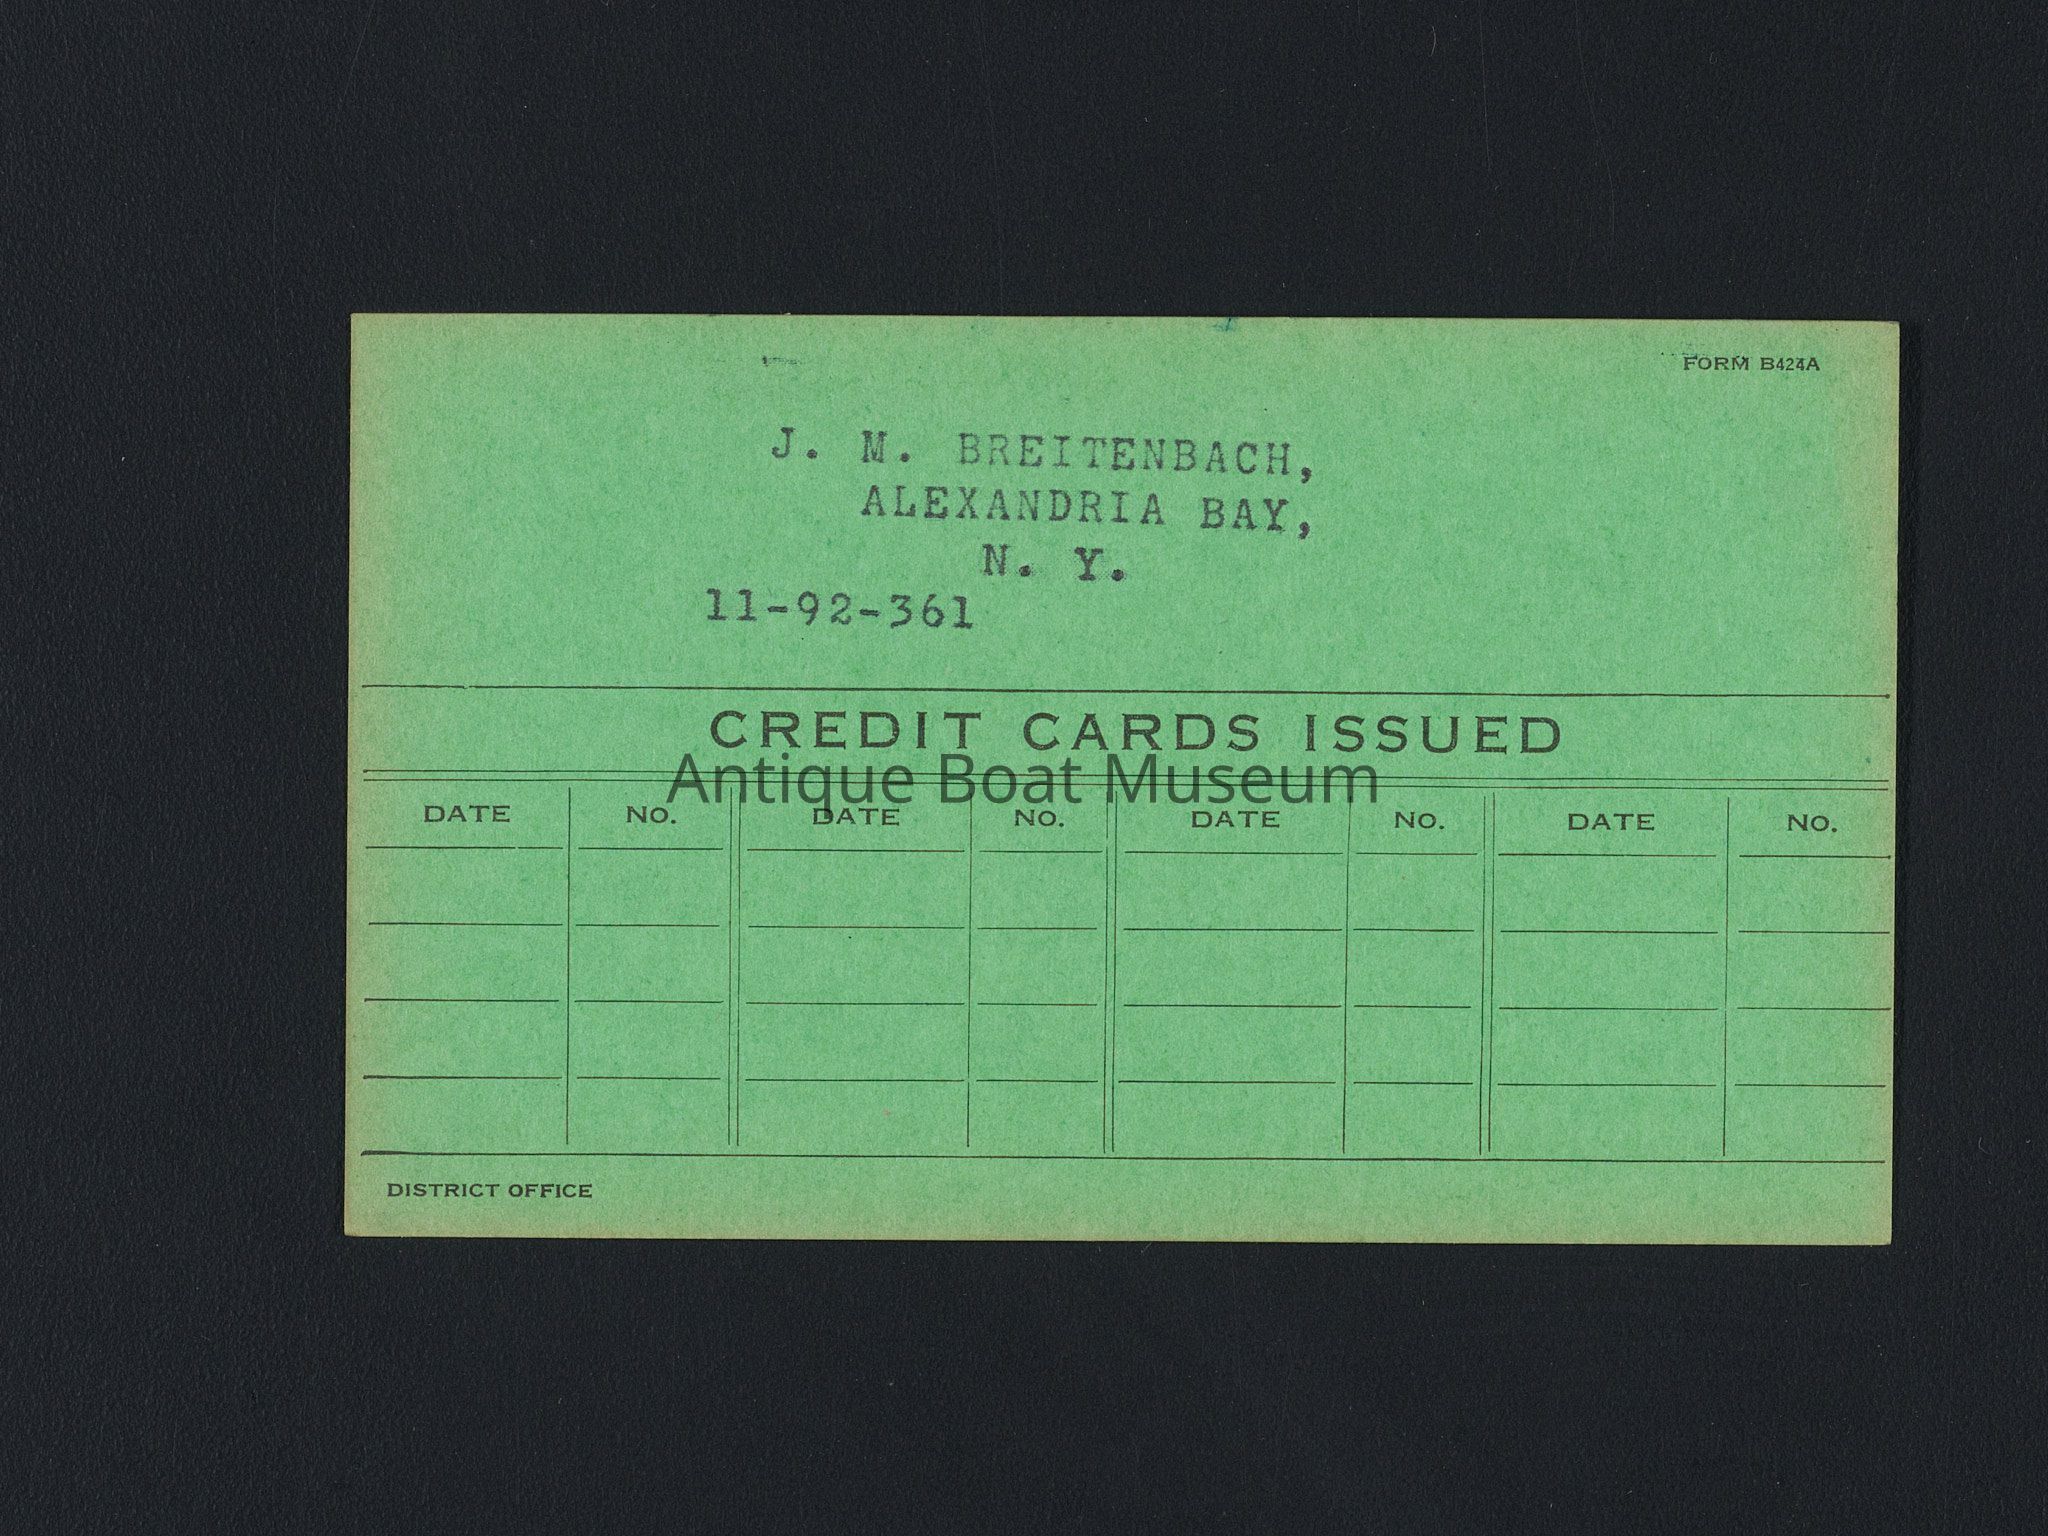 FORM B424A
J. M. BREITENBACH,
ALEXANDRIA BAY,
N. Y.
11-92-361
CREDIT CARDS ISSUED
Antique Boat Museum
DATE NO. DATE NO. DATE NO. DATE NO.
DISTRICT OFFICE